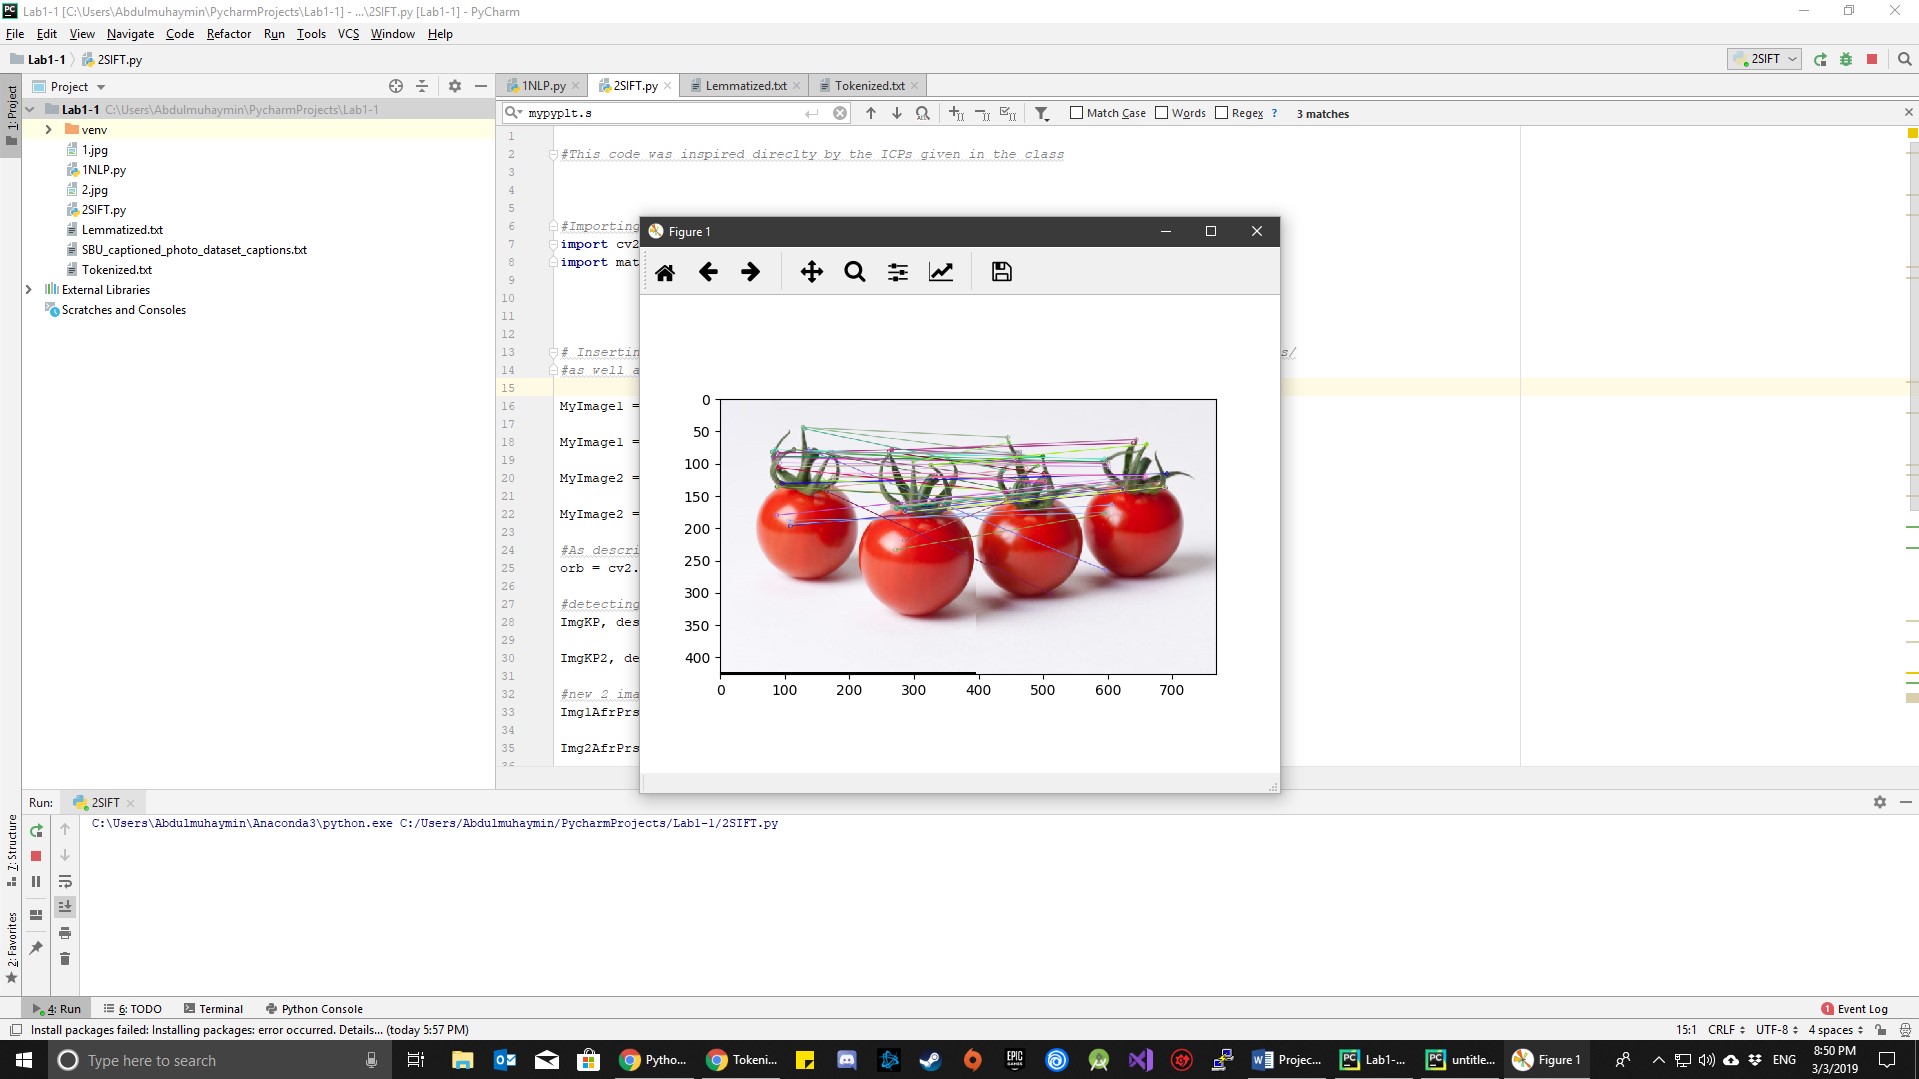 Lab1-1 [C:\Users\Abdulmuhaymin\PycharmProjects\Lab1-1] - ...\2SIFT.py [Lab1-1] - PyCharm
File Edit View Navigate Code Refactor Run Tools VCS Window Help
Lab1-1 2SIFT.py 2SIFT
Project 1NLP.py 2SIFT.py Lemmatized.txt Tokenized.txt
1: Project
Lab1-1 C:\Users\Abdulmuhaymin\PycharmProjects\Lab1-1
venv
1.jpg
1NLP.py
2.jpg
2SIFT.py
Lemmatized.txt
SBU_captioned_photo_dataset_captions.txt
Tokenized.txt
External Libraries
Scratches and Consoles
mypyplt.s Match Case Words Regex ? 3 matches
1
2 #This code was inspired direclty by the ICPs given in the class
3
4
5
6 #Importing
7 import cv2
8 import mat
9
10
11
12
13 # Insertin s/
14 #as well a
15
16 MyImage1 =
17
18 MyImage1 =
19
20 MyImage2 =
21
22 MyImage2 =
23
24 #As descri
25 orb = cv2.
26
27 #detecting
28 ImgKP, des
29
30 ImgKP2, de
31
32 #new 2 ima
33 Img1AfrPrs
34
35 Img2AfrPrs
36
Figure 1
0
50
100
150
200
250
300
350
400
0 100 200 300 400 500 600 700
Run: 2SIFT
C:\Users\Abdulmuhaymin\Anaconda3\python.exe C:/Users/Abdulmuhaymin/PycharmProjects/Lab1-1/2SIFT.py
7: Structure
2: Favorites
4: Run 6: TODO Terminal Python Console 1 Event Log
Install packages failed: Installing packages: error occurred. Details... (today 5:57 PM) 15:1 CRLF UTF-8 4 spaces
Type here to search Pytho... Tokeni... EPIC GAMES Projec... Lab1-... untitle... Figure 1 ENG
8:50 PM
3/3/2019